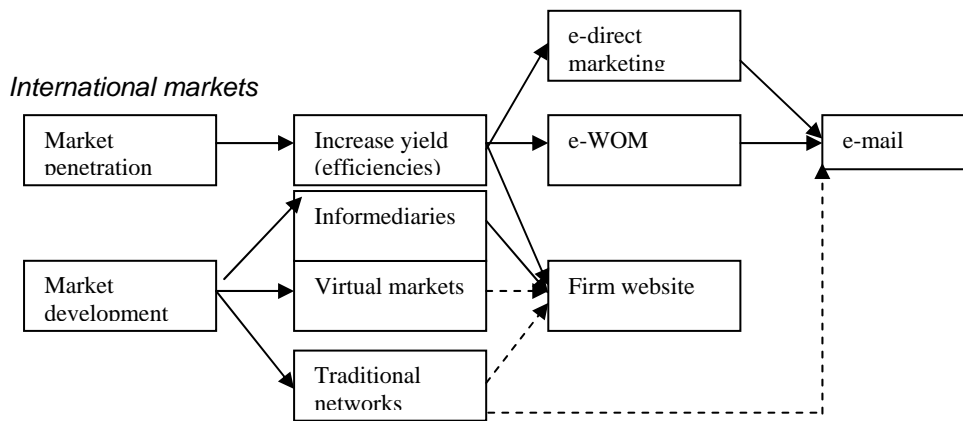 e-direct
marketing
International markets
Market
penetration
Increase yield
(efficiencies)
e-WOM
e-mail
Informediaries
Market
development
Virtual markets
Firm website
Traditional
networks